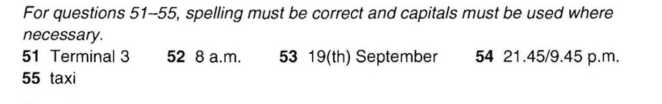 For questions 51–55, spelling must be correct and capitals must be used where
necessary.
51 Terminal 3 52 8 a.m. 53 19(th) September 54 21.45/9.45 p.m.
55 taxi